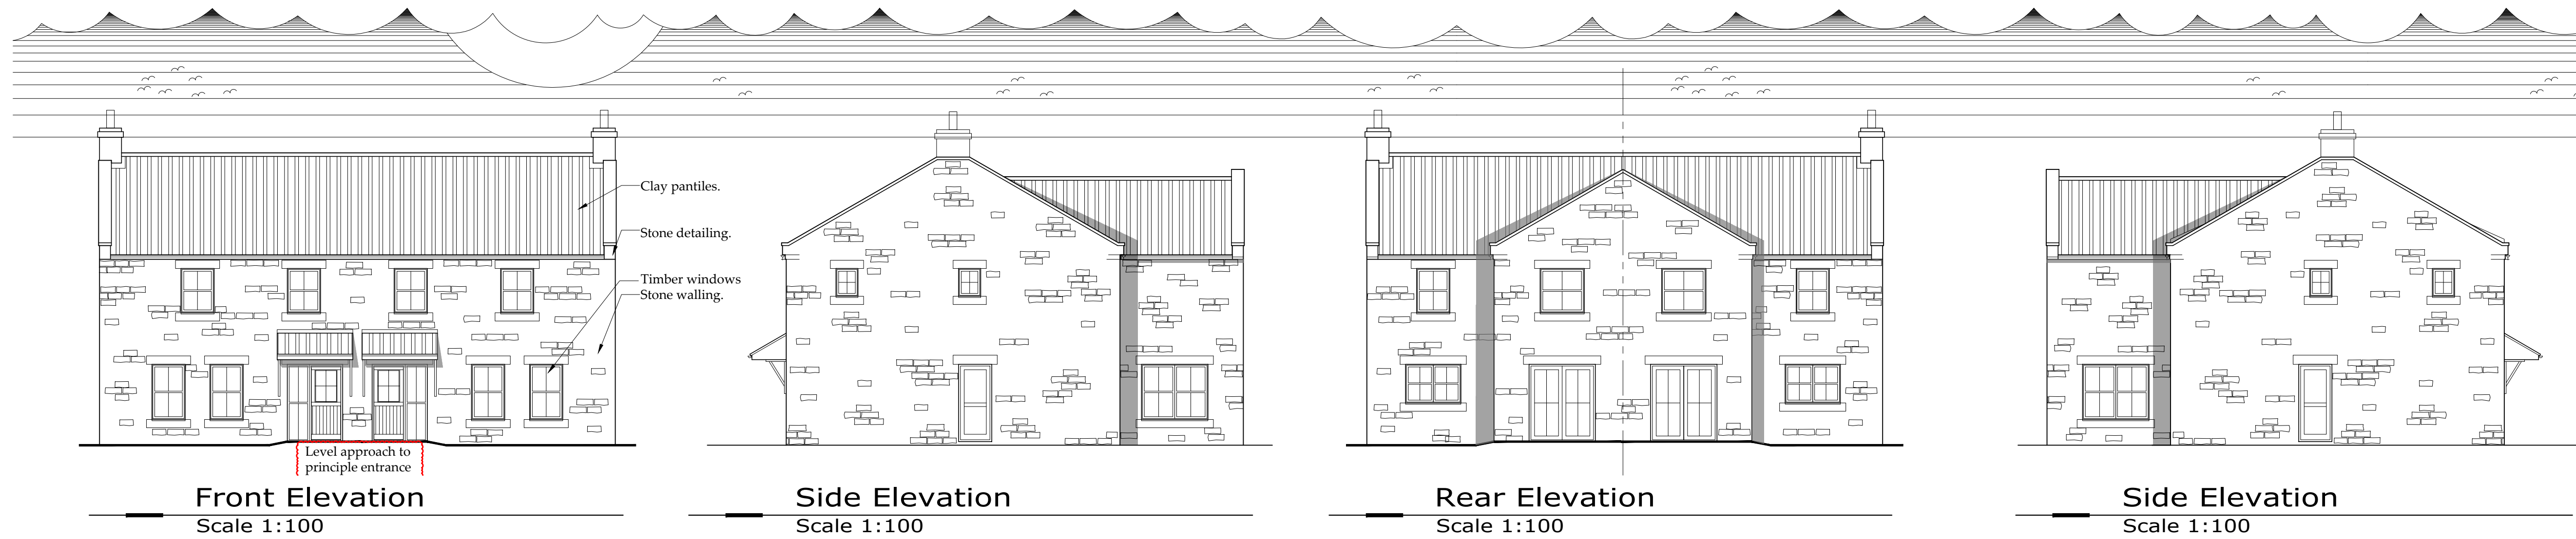 Clay pantiles.
Stone detailing.
Timber windows
Stone walling.
Level approach to
principle entrance
Front Elevation
Scale 1:100
Side Elevation
Scale 1:100
Rear Elevation
Scale 1:100
Side Elevation
Scale 1:100